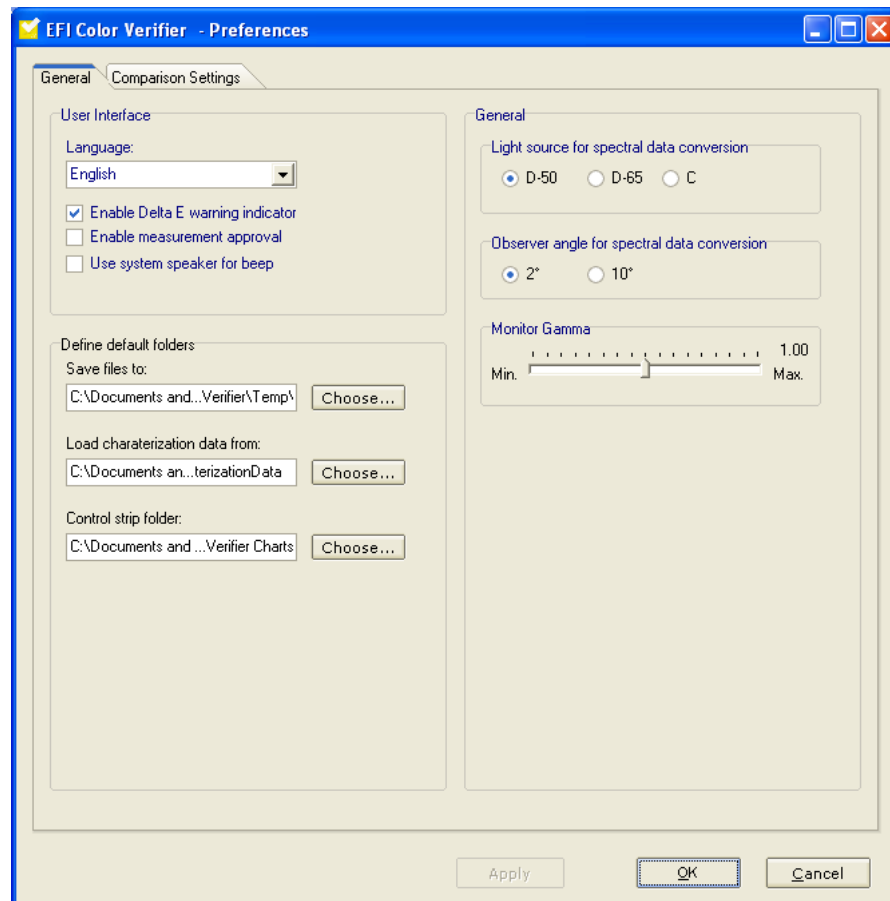 EFI Color Verifier - Preferences
General
Comparison Settings
User Interface
Language:
English
Enable Delta E warning indicator
Enable measurement approval
Use system speaker for beep
Define default folders
Save files to:
C:\Documents and...Verifier\Temp\
Choose...
Load charaterization data from:
C:\Documents an...terizationData
Choose...
Control strip folder:
C:\Documents and ...Verifier Charts
Choose...
General
Light source for spectral data conversion
D-50 D-65 C
Observer angle for spectral data conversion
2° 10°
Monitor Gamma
1.00
Min. Max.
Apply OK Cancel